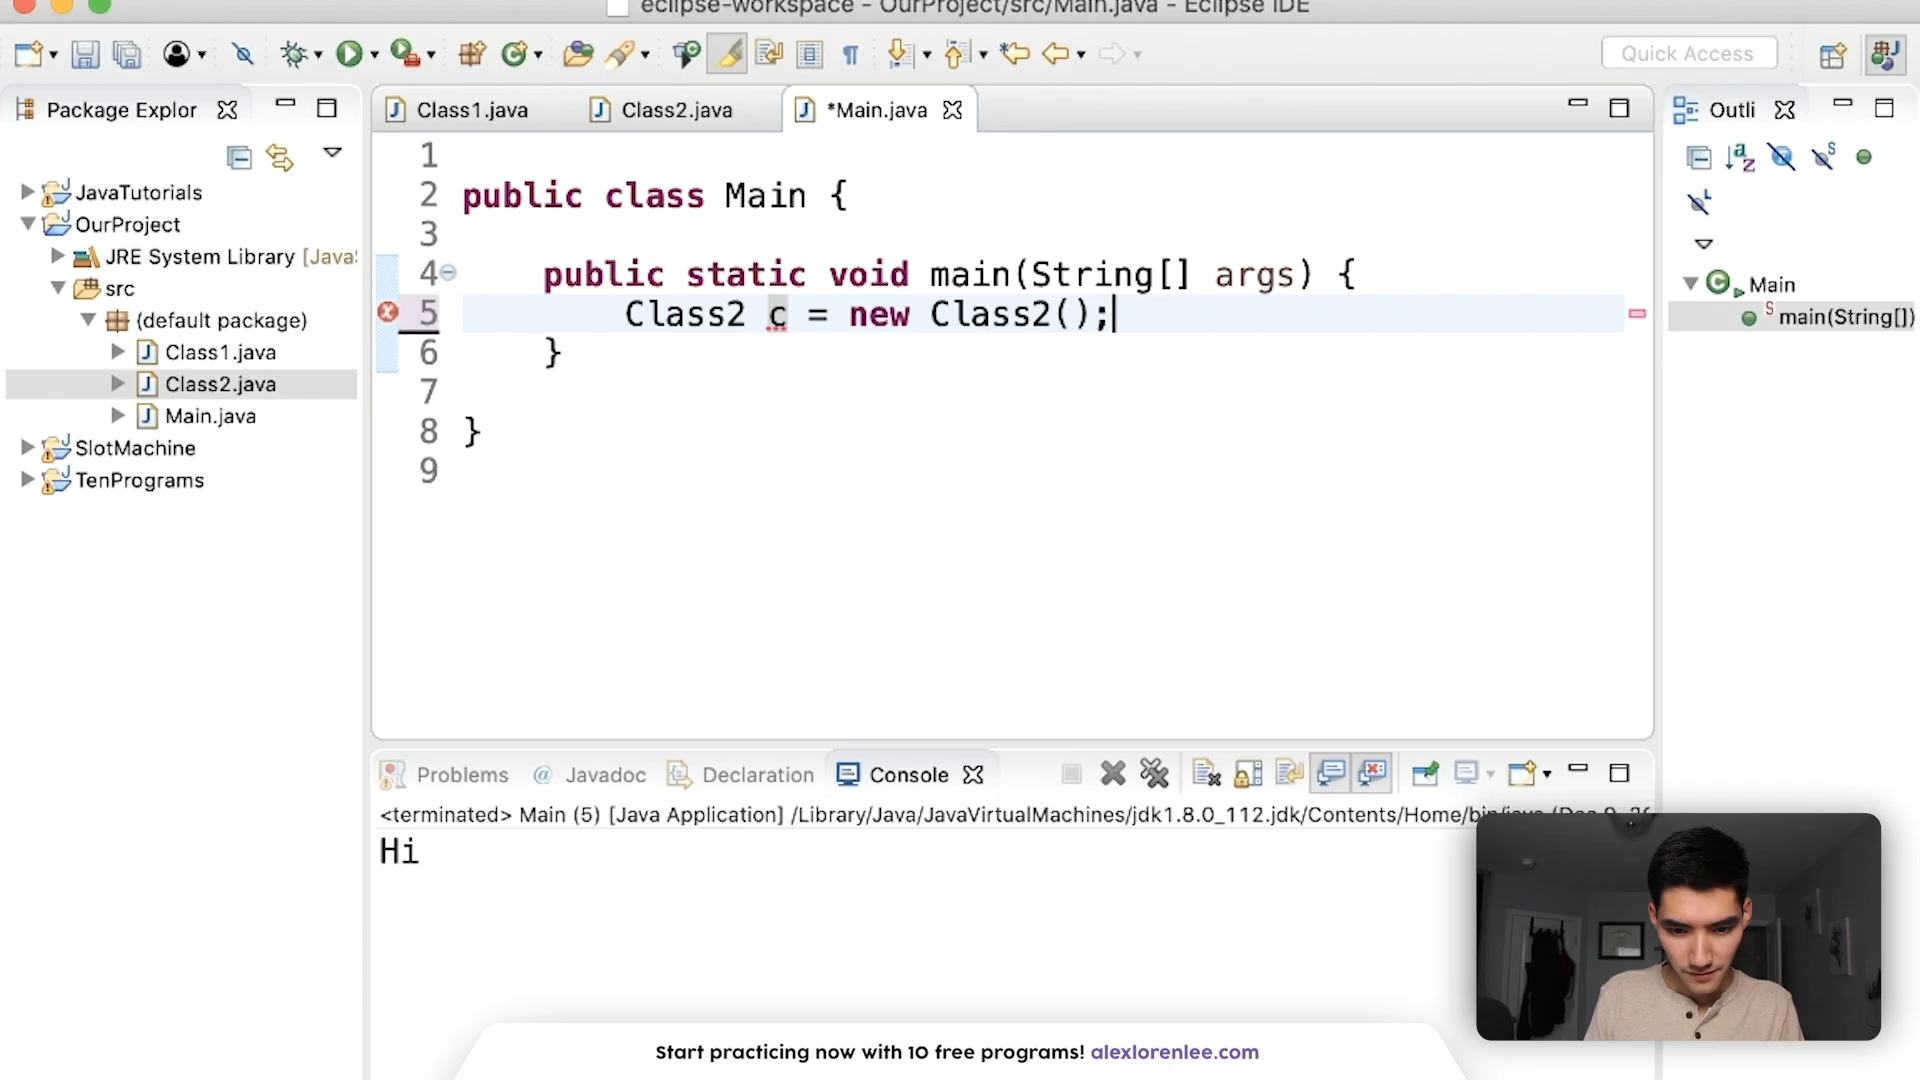 eclipse-workspace - OurProject/src/Main.java - Eclipse IDE
Quick Access
Package Explor
Class1.java
Class2.java
*Main.java
Outli
JavaTutorials
OurProject
JRE System Library [Java
src
(default package)
Class1.java
Class2.java
Main.java
SlotMachine
TenPrograms
1
2 public class Main {
3
4 public static void main(String[] args) {
5 Class2 c = new Class2();
6 }
7
8 }
9
Main
main(String[])
Problems
@ Javadoc
Declaration
Console
<terminated> Main (5) [Java Application] /Library/Java/JavaVirtualMachines/jdk1.8.0_112.jdk/Contents/Home/bin/java
Hi
Start practicing now with 10 free programs! alexlorenlee.com